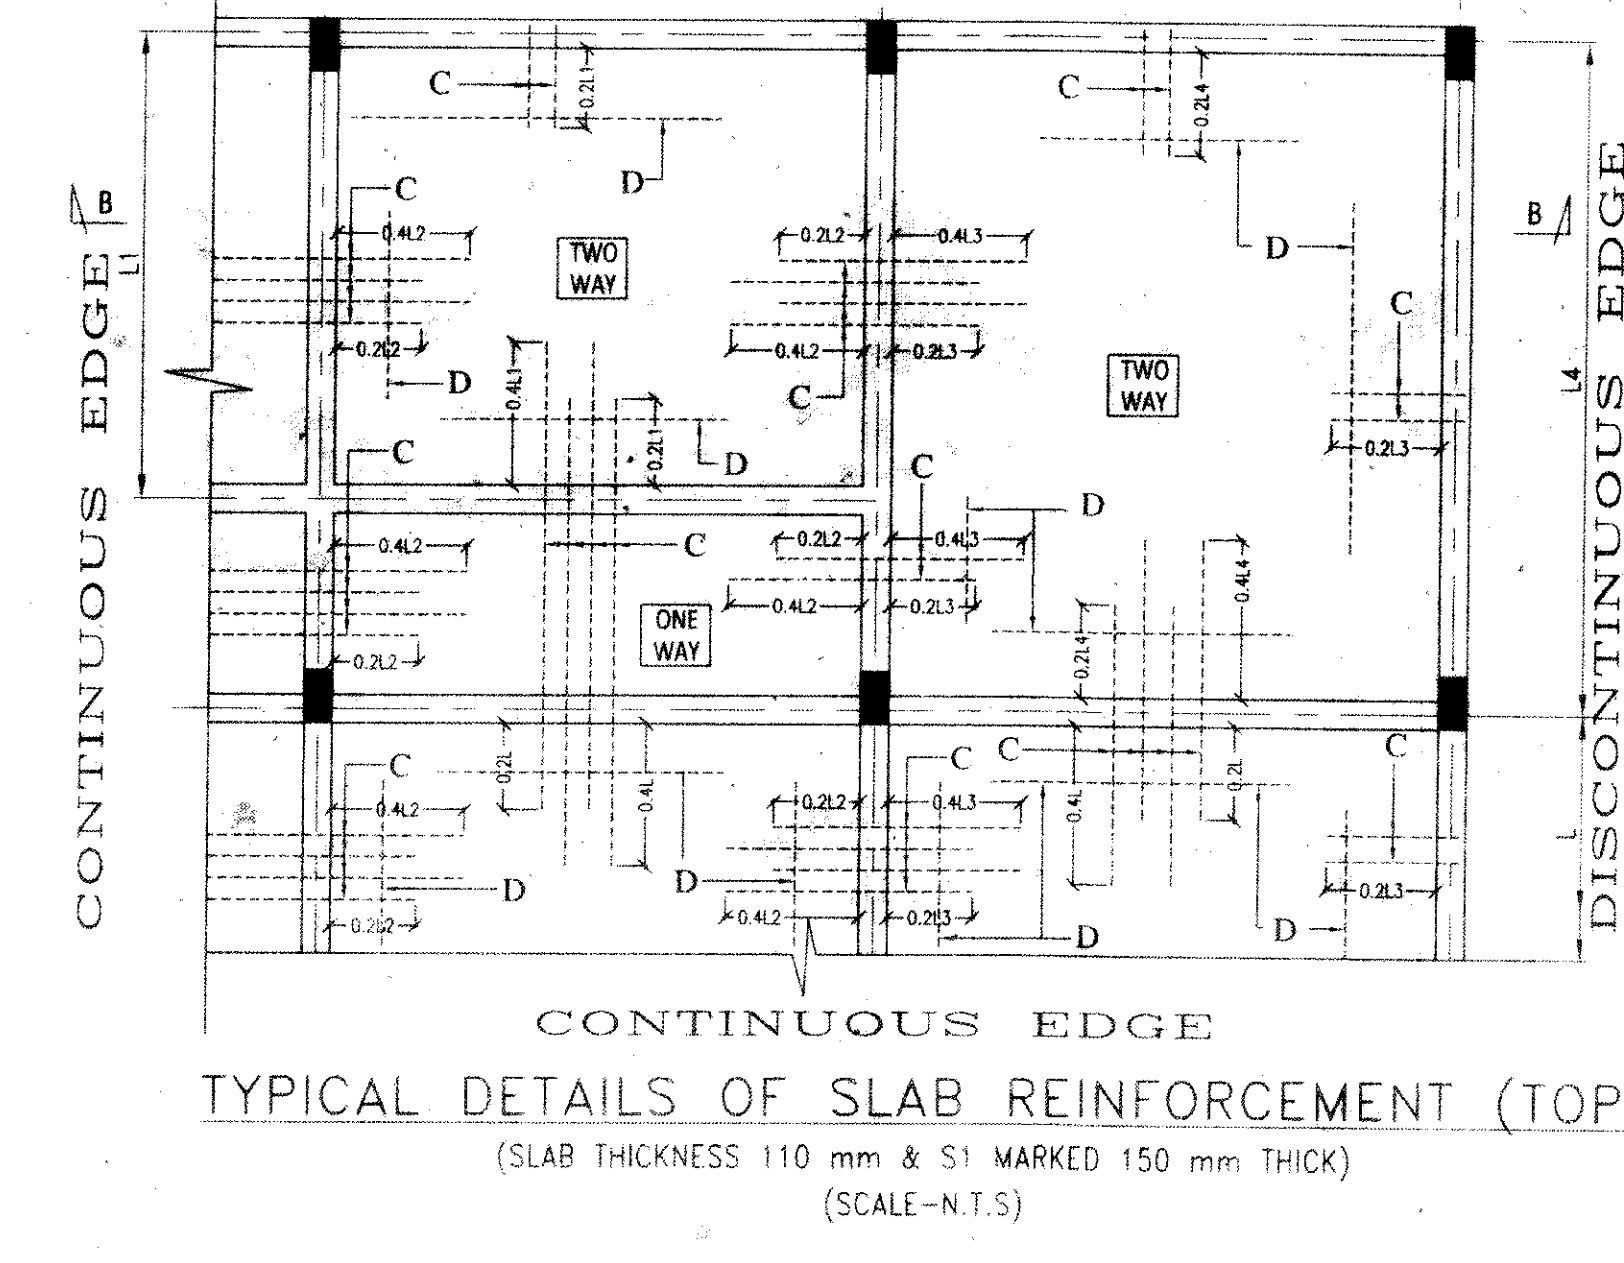 C
0.2L1
C
0.2L4
D
C
B
L1
0.4L2
TWO
WAY
0.2L2
0.4L3
D
B
C
0.2L2
D
0.4L1
0.4L2
0.2L3
C
TWO
WAY
L4
0.2L1
D
C
0.2L3
C
C
D
0.4L2
C
0.2L2
0.4L3
0.4L4
0.4L2
0.2L3
ONE
WAY
0.2L4
0.2L2
C
0.2L
C
C
C
0.4L2
0.4L
0.2L2
0.4L3
0.4L
0.2L
L
D
D
0.2L3
0.2L2
0.4L2
0.2L3
D
D
CONTINUOUS EDGE
DISCONTINUOUS EDGE
CONTINUOUS EDGE
TYPICAL DETAILS OF SLAB REINFORCEMENT (TOP
(SLAB THICKNESS 110 mm & S1 MARKED 150 mm THICK)
(SCALE-N.T.S)